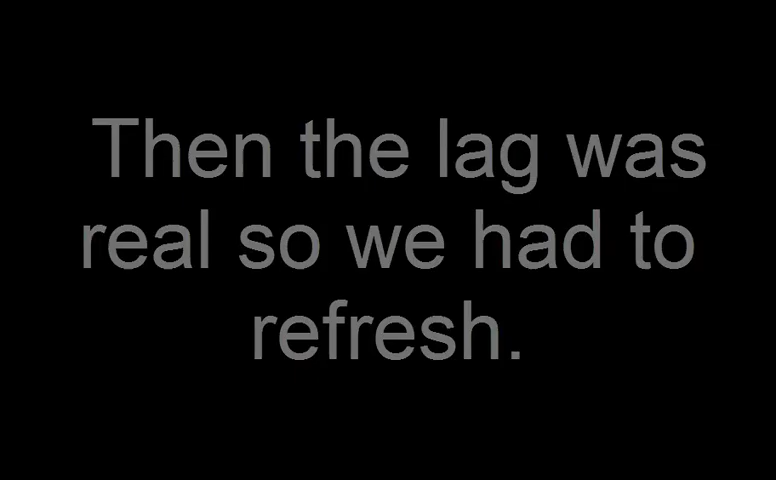 Then the lag was
real so we had to
refresh.